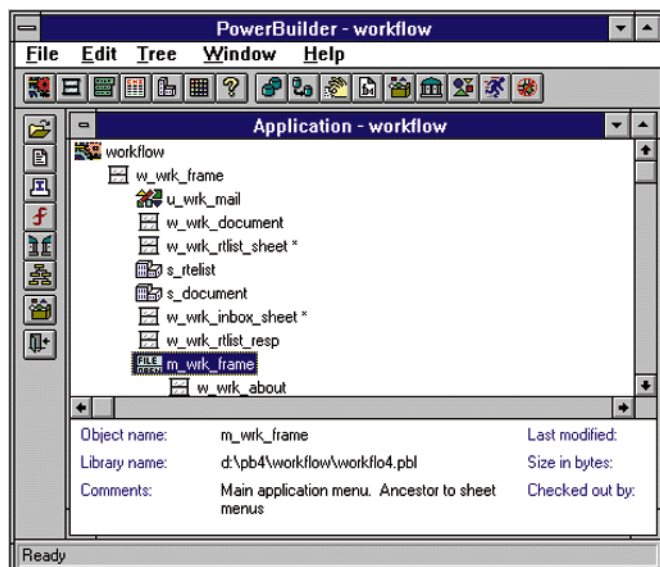 PowerBuilder - workflow
File Edit Tree Window Help
Application - workflow
workflow
w_wrk_frame
u_wrk_mail
w_wrk_document
w_wrk_rtlist_sheet *
s_rtelist
s_document
w_wrk_inbox_sheet *
w_wrk_rtlist_resp
FILE OPEN m_wrk_frame
w_wrk_about
Object name: m_wrk_frame Last modified:
Library name: d:\pb4\workflow\workflo4.pbl Size in bytes:
Comments: Main application menu. Ancestor to sheet Checked out by:
menus
Ready